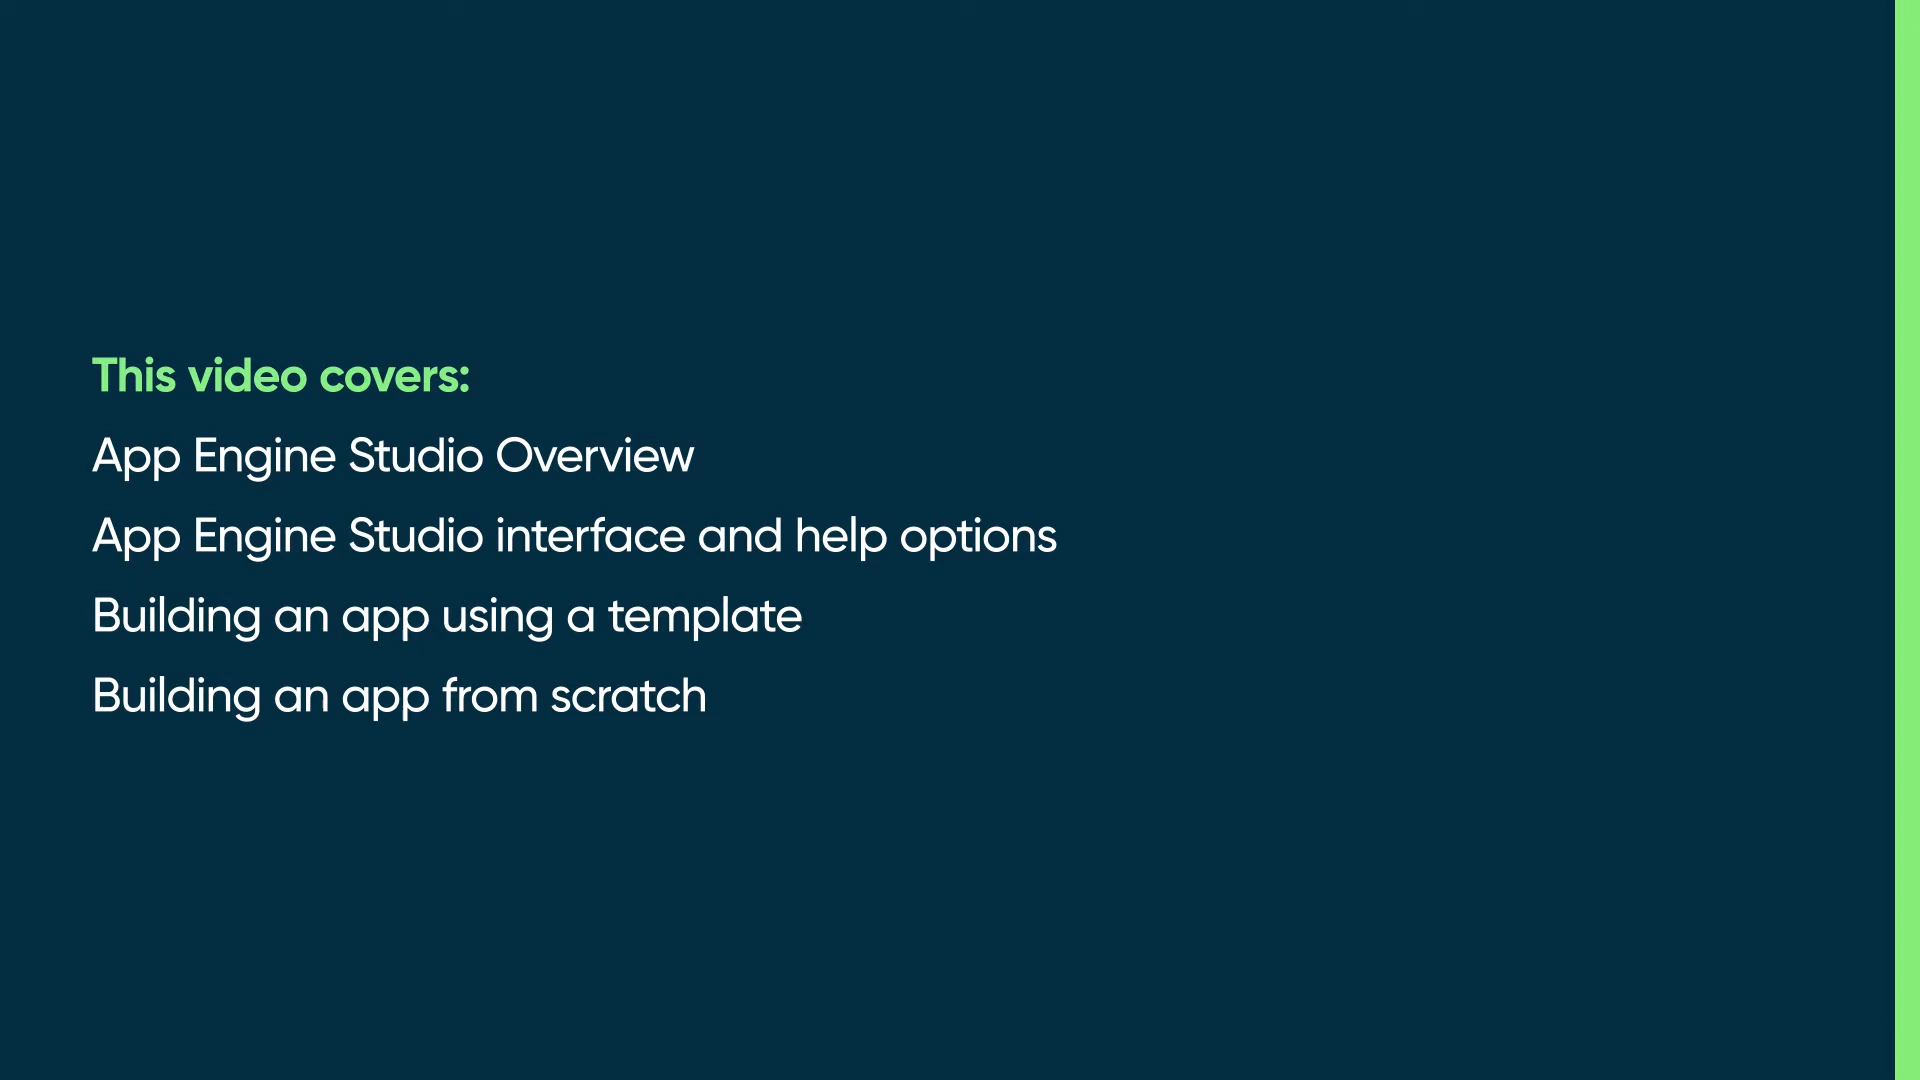 This video covers:
App Engine Studio Overview
App Engine Studio interface and help options
Building an app using a template
Building an app from scratch